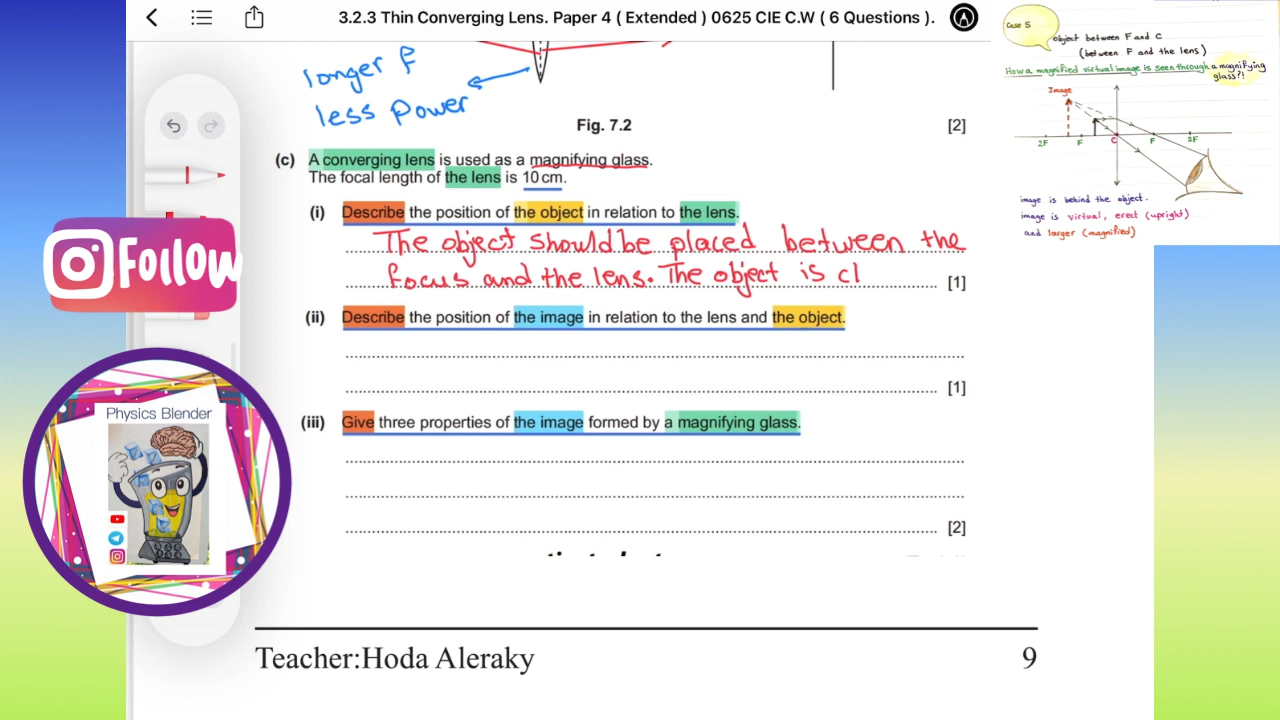 3.2.3 Thin Converging Lens. Paper 4 ( Extended ) 0625 CIE C.W ( 6 Questions ).
longer f
less power
Fig. 7.2 [2]
(c) A converging lens is used as a magnifying glass.
The focal length of the lens is 10 cm.
(i) Describe the position of the object in relation to the lens.
The object should be placed between the
focus and the lens. The object is cl
[1]
(ii) Describe the position of the image in relation to the lens and the object.
[1]
(iii) Give three properties of the image formed by a magnifying glass.
[2]
Teacher:Hoda Aleraky 9
Follow
Physics Blender
Case 5
object between F and C
(between F and the lens)
How a magnified virtual image is seen through a magnifying
glass?!
Image
2F F C F 2F
image is behind the object.
image is virtual, erect (upright)
and larger (magnified)